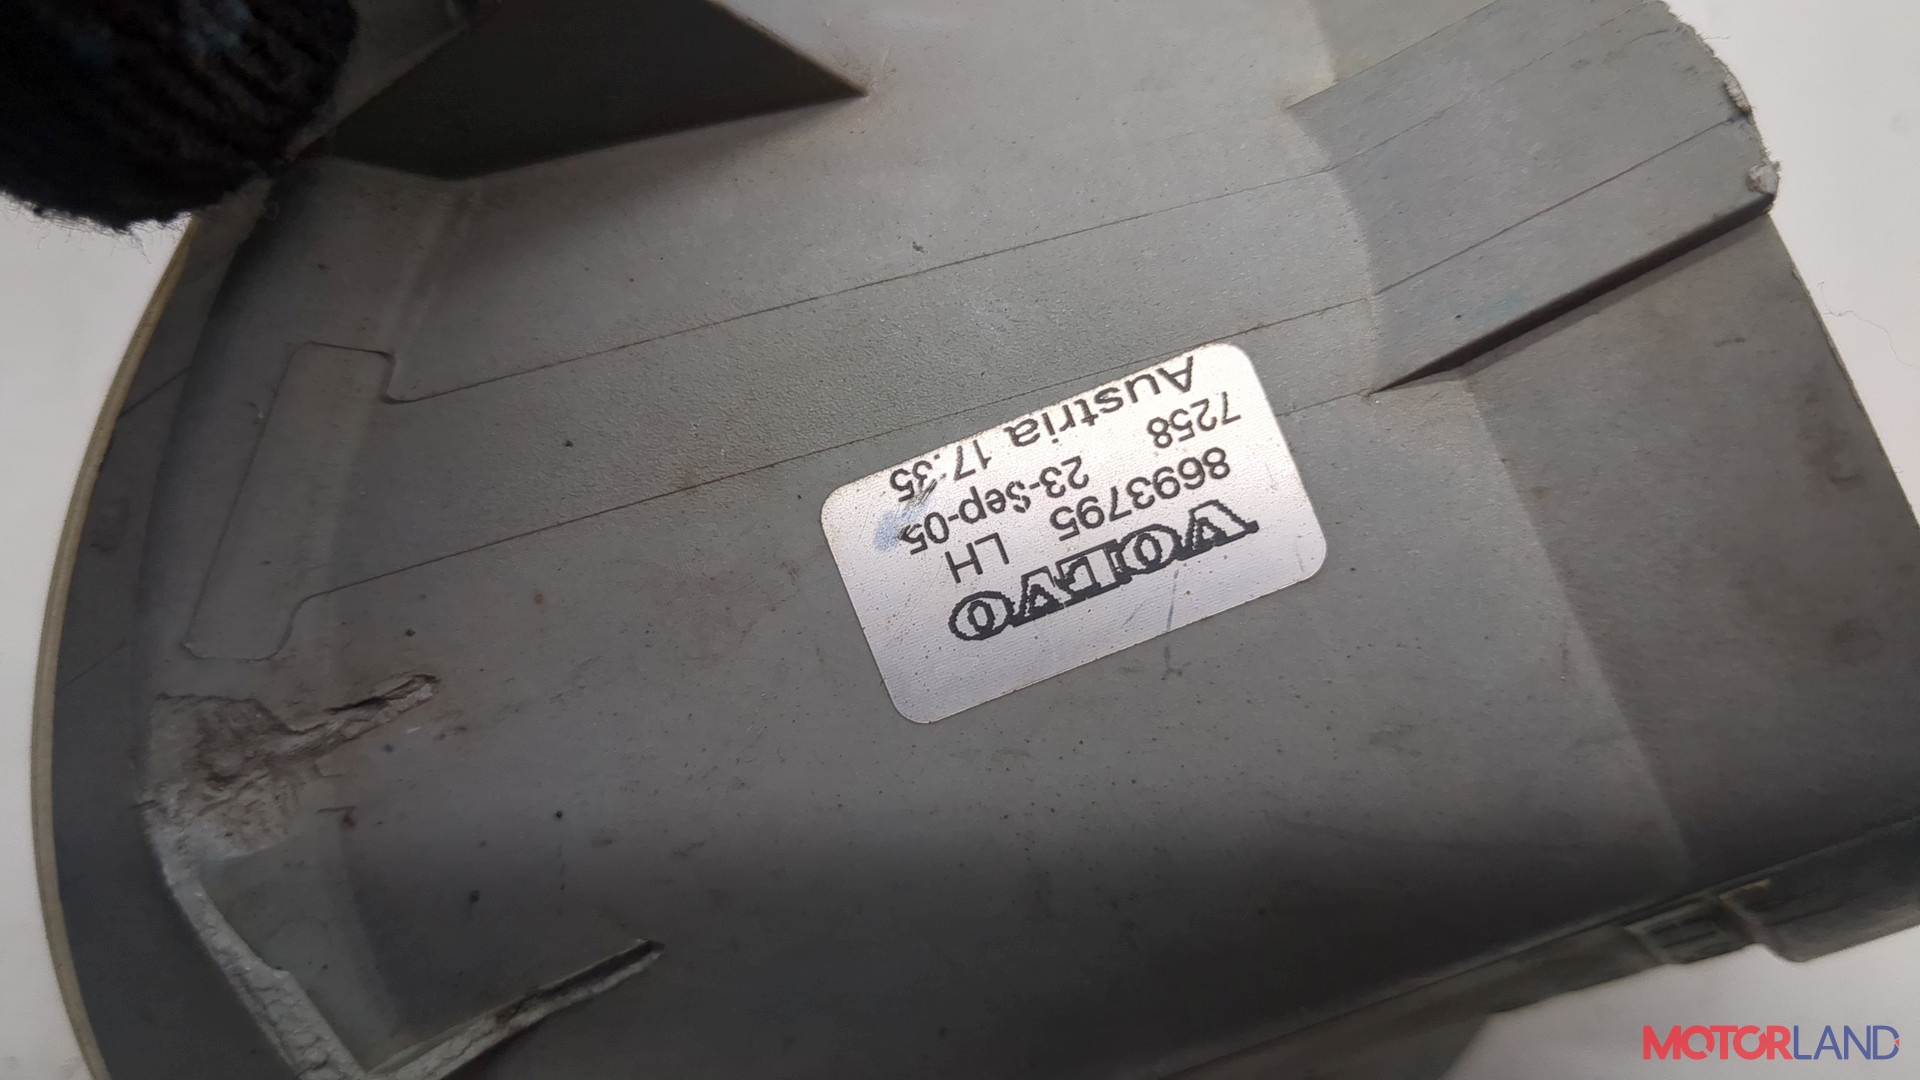 VOLVO
8693795 LH
7258 23-Sep-05
Austria 17:35
MOTORLAND